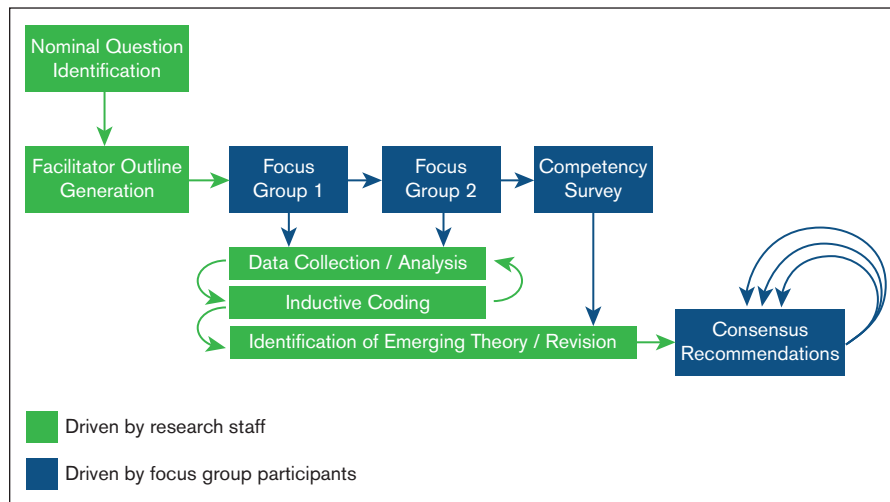 Nominal Question
Identification
Facilitator Outline
Generation
Focus
Group 1
Focus
Group 2
Competency
Survey
Data Collection / Analysis
Inductive Coding
Identification of Emerging Theory / Revision
Consensus
Recommendations
Driven by research staff
Driven by focus group participants